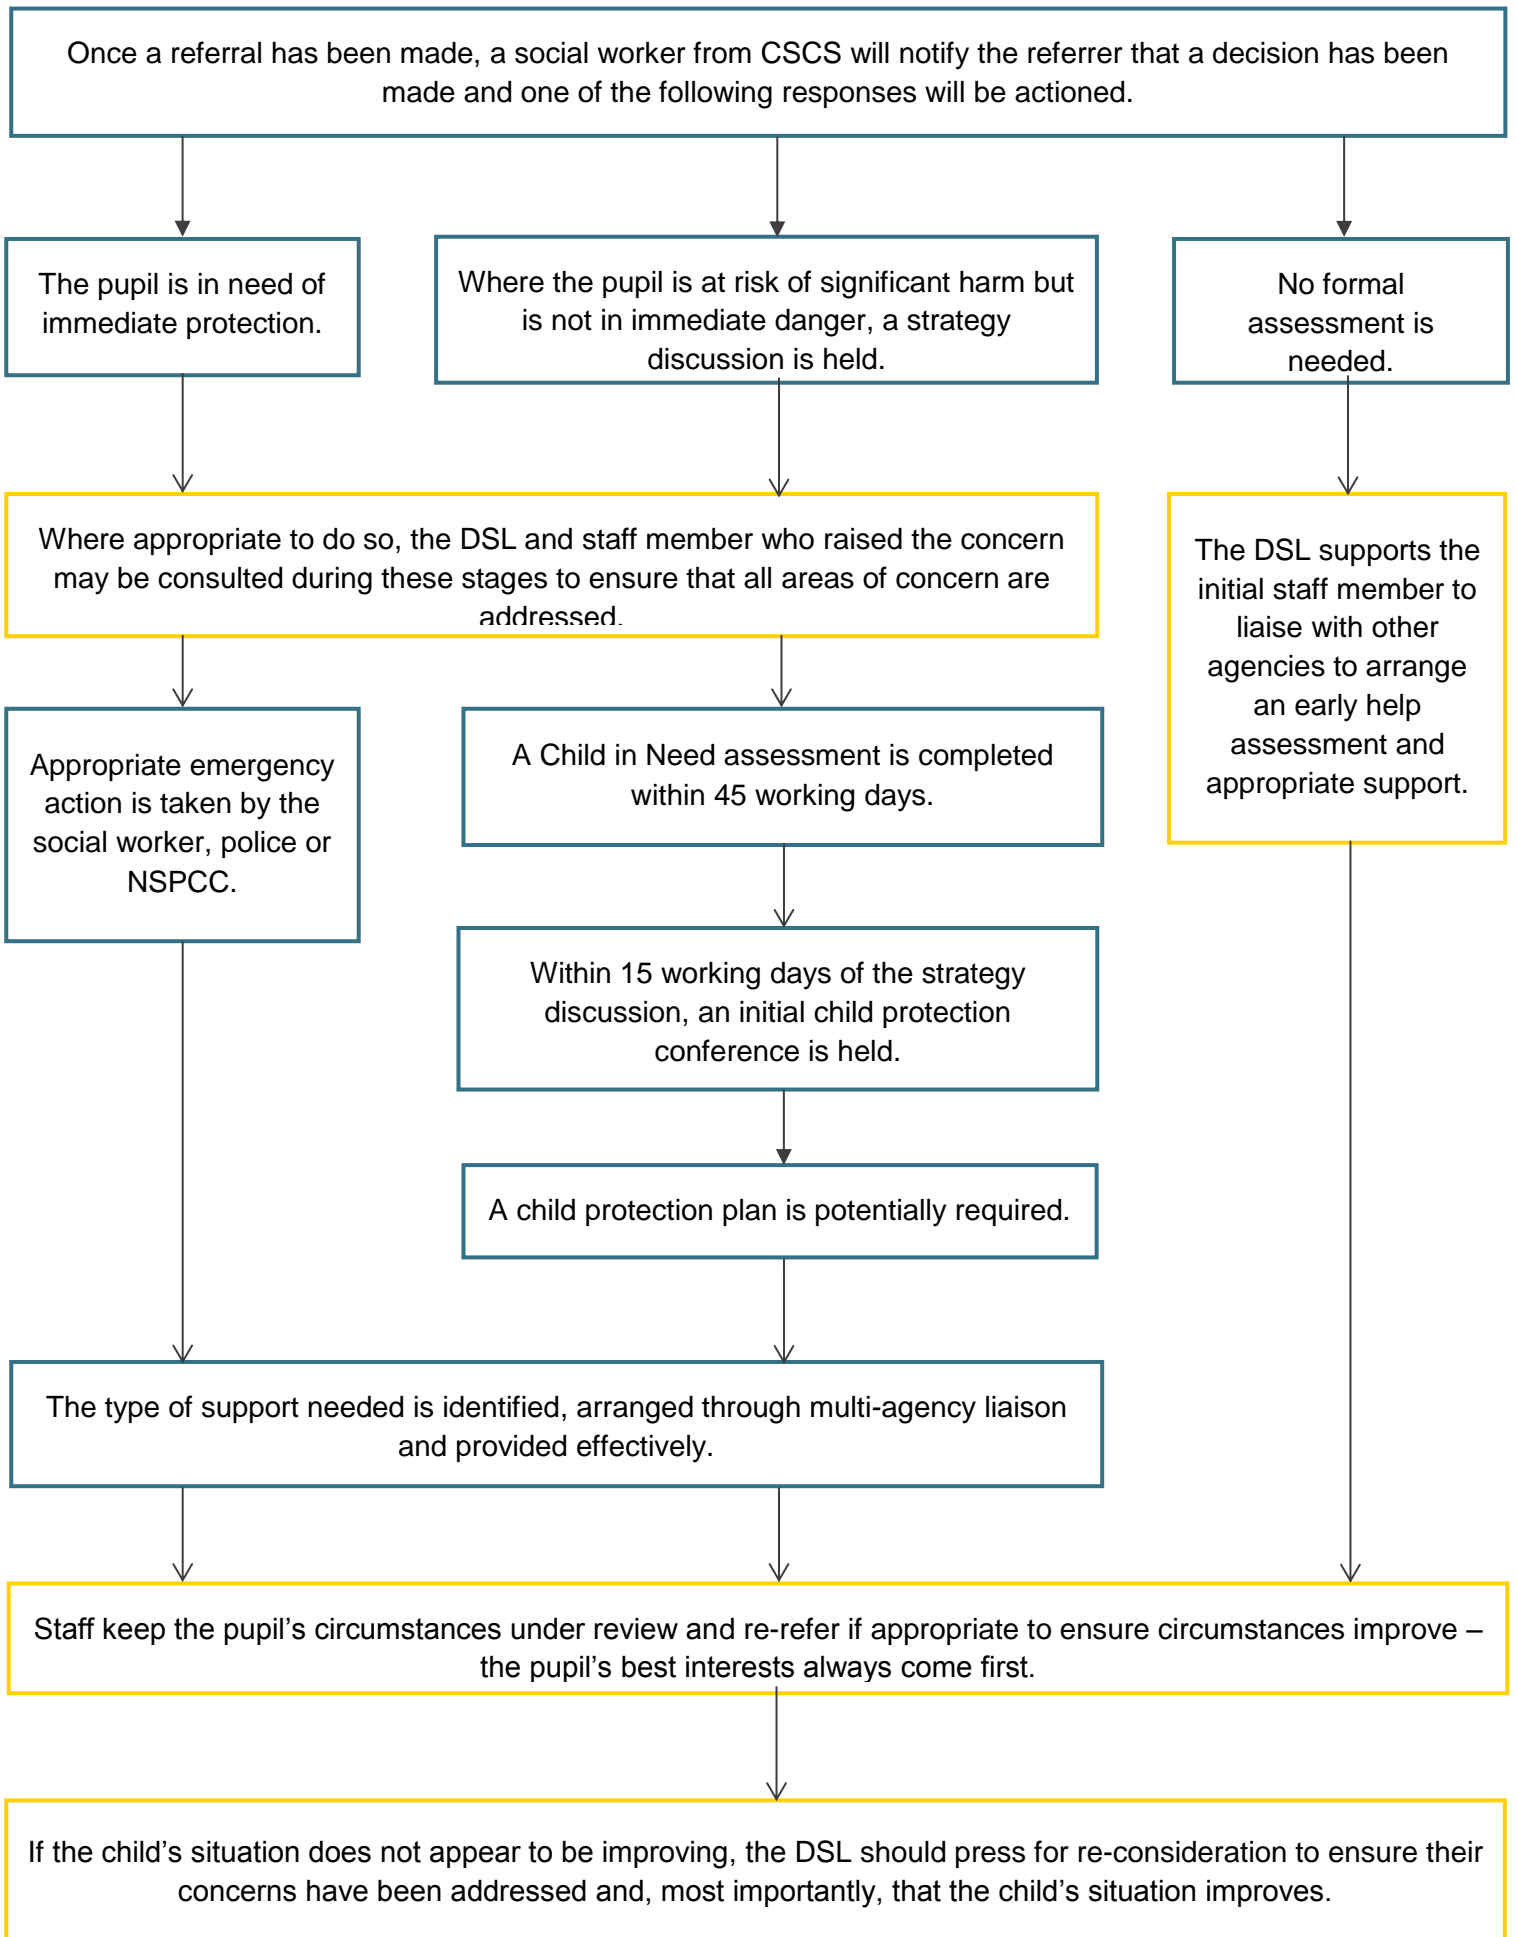 Once a referral has been made, a social worker from CSCS will notify the referrer that a decision has been
made and one of the following responses will be actioned.
The pupil is in need of
immediate protection.
Where the pupil is at risk of significant harm but
is not in immediate danger, a strategy
discussion is held.
No formal
assessment is
needed.
Where appropriate to do so, the DSL and staff member who raised the concern
may be consulted during these stages to ensure that all areas of concern are
addressed.
The DSL supports the
initial staff member to
liaise with other
agencies to arrange
an early help
assessment and
appropriate support.
Appropriate emergency
action is taken by the
social worker, police or
NSPCC.
A Child in Need assessment is completed
within 45 working days.
Within 15 working days of the strategy
discussion, an initial child protection
conference is held.
A child protection plan is potentially required.
The type of support needed is identified, arranged through multi-agency liaison
and provided effectively.
Staff keep the pupil’s circumstances under review and re-refer if appropriate to ensure circumstances improve –
the pupil’s best interests always come first.
If the child’s situation does not appear to be improving, the DSL should press for re-consideration to ensure their
concerns have been addressed and, most importantly, that the child’s situation improves.